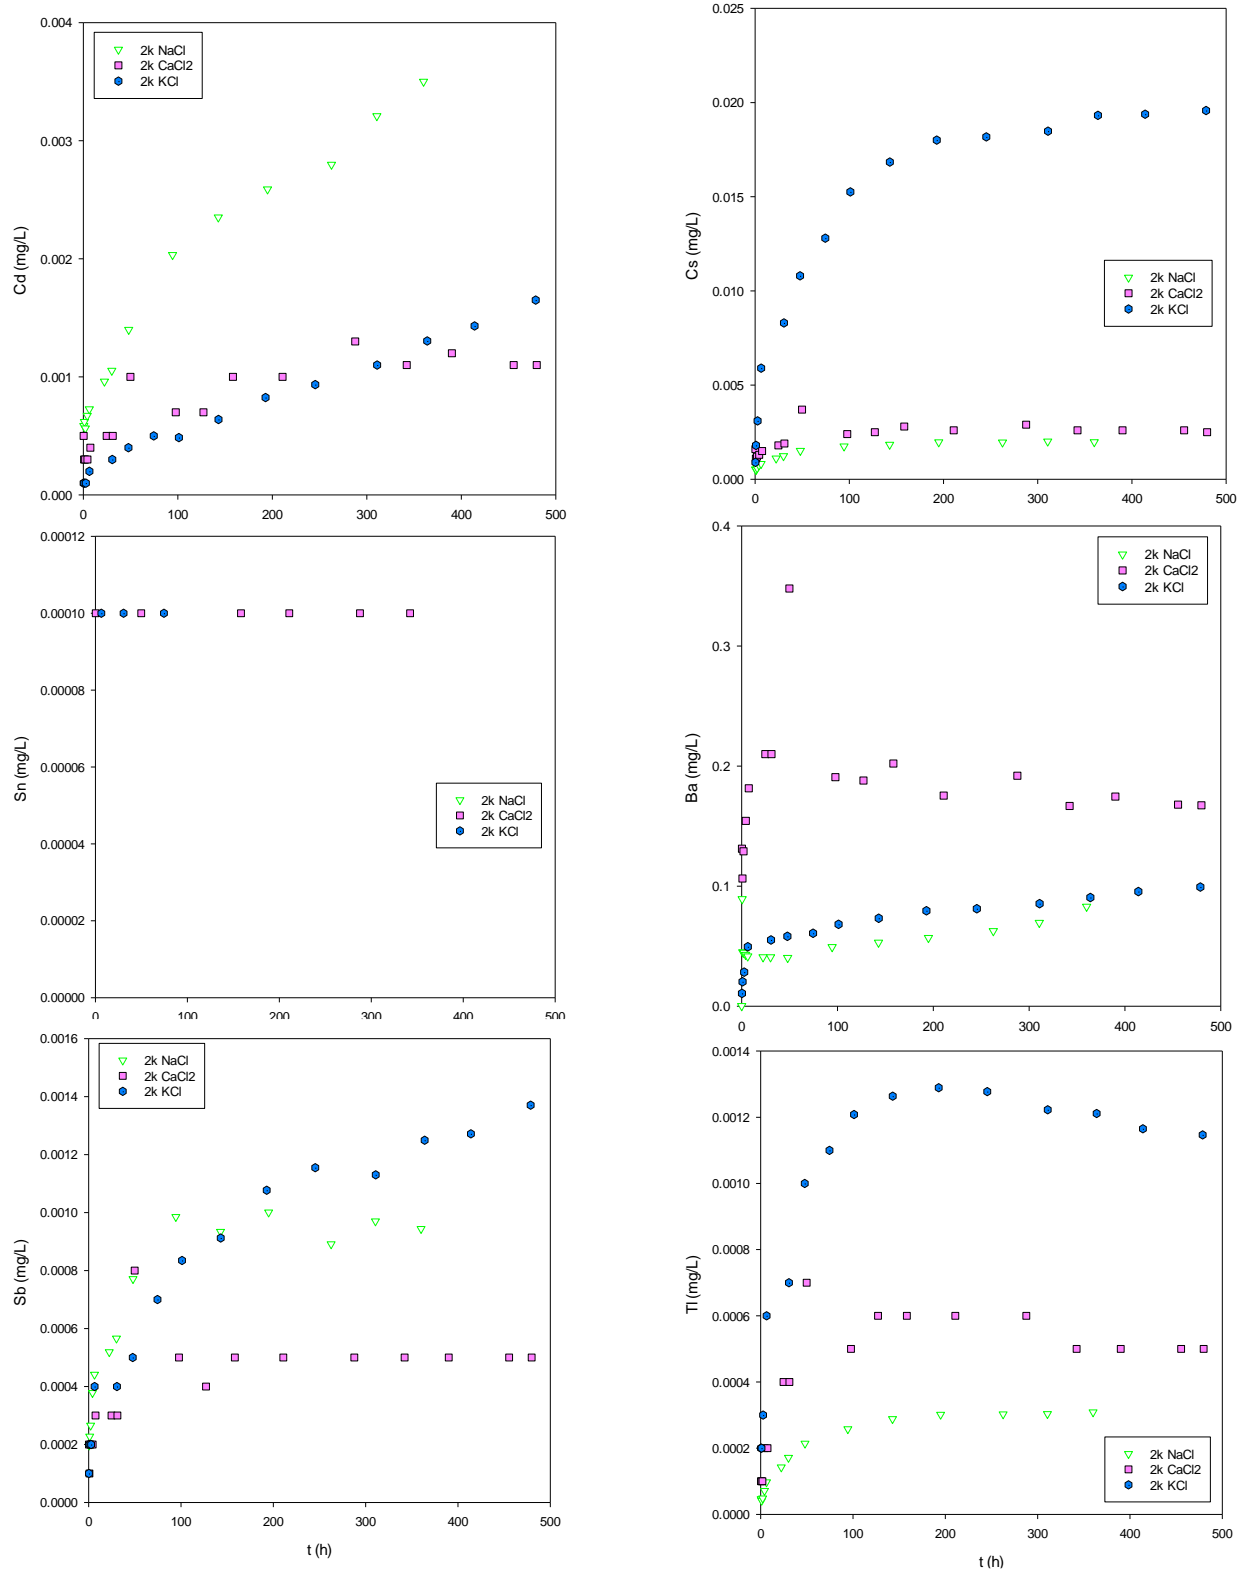 0.004
0.003
0.002
0.001
0.000
Cd (mg/L)
2k NaCl
2k CaCl2
2k KCl
0 100 200 300 400 500
0.025
0.020
0.015
0.010
0.005
0.000
Cs (mg/L)
2k NaCl
2k CaCl2
2k KCl
0 100 200 300 400 500
0.00012
0.00010
0.00008
0.00006
0.00004
0.00002
0.00000
Sn (mg/L)
2k NaCl
2k CaCl2
2k KCl
0 100 200 300 400 500
0.4
0.3
0.2
0.1
0.0
Ba (mg/L)
2k NaCl
2k CaCl2
2k KCl
0 100 200 300 400 500
0.0016
0.0014
0.0012
0.0010
0.0008
0.0006
0.0004
0.0002
0.0000
Sb (mg/L)
2k NaCl
2k CaCl2
2k KCl
0 100 200 300 400 500
t (h)
0.0014
0.0012
0.0010
0.0008
0.0006
0.0004
0.0002
0.0000
Tl (mg/L)
2k NaCl
2k CaCl2
2k KCl
0 100 200 300 400 500
t (h)